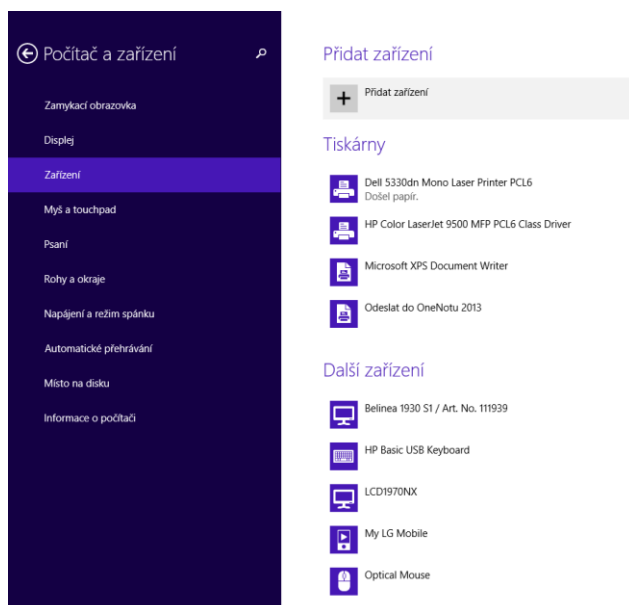 Počítač a zařízení
Zamykací obrazovka
Displej
Zařízení
Myš a touchpad
Psaní
Rohy a okraje
Napájení a režim spánku
Automatické přehrávání
Místo na disku
Informace o počítači
Přidat zařízení
Přidat zařízení
Tiskárny
Dell 5330dn Mono Laser Printer PCL6
Došel papír.
HP Color LaserJet 9500 MFP PCL6 Class Driver
Microsoft XPS Document Writer
Odeslat do OneNotu 2013
Další zařízení
Belinea 1930 S1 / Art. No. 111939
HP Basic USB Keyboard
LCD1970NX
My LG Mobile
Optical Mouse